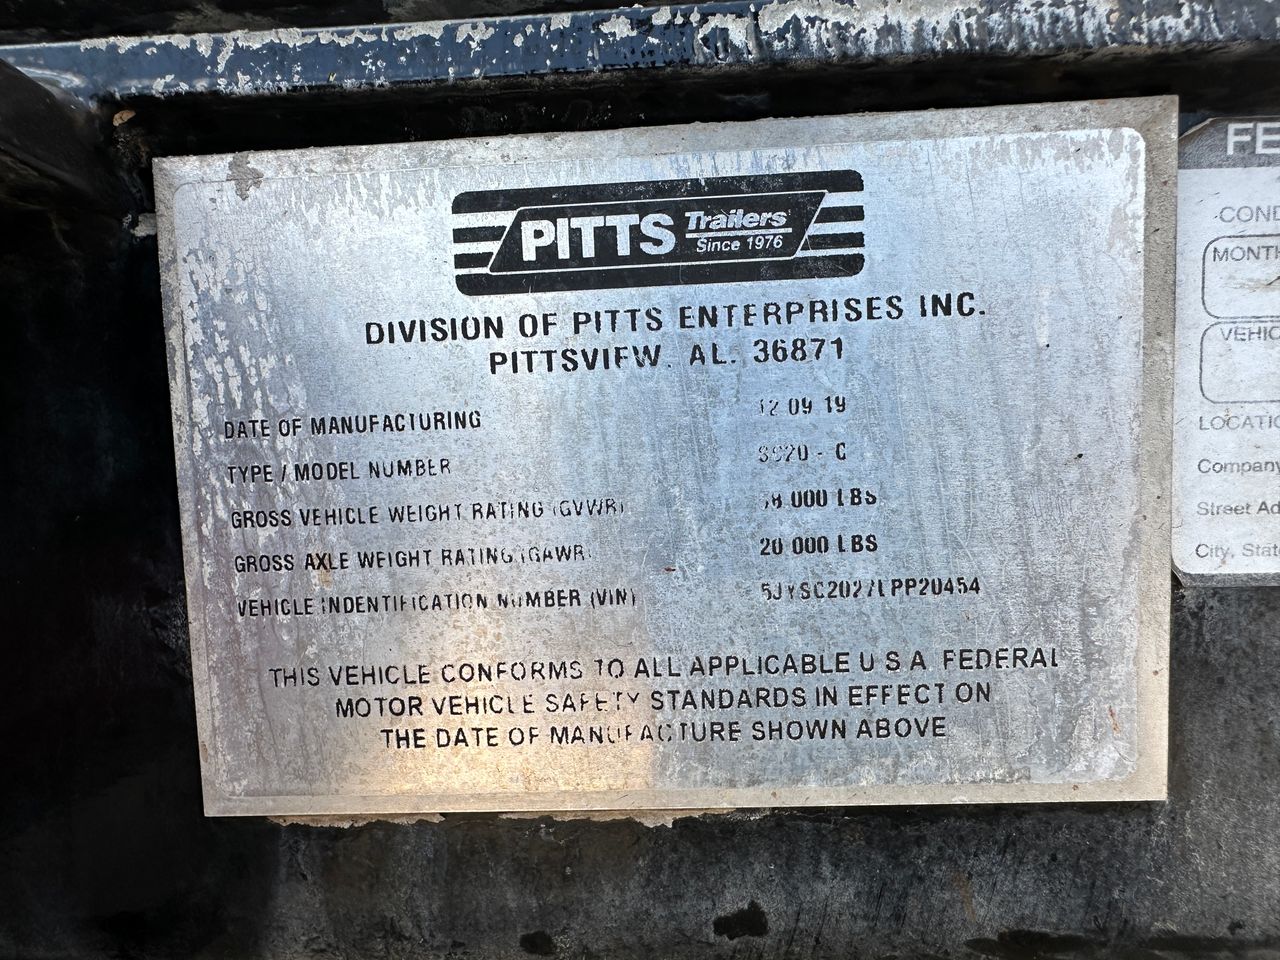 PITTS Trailers
Since 1976
DIVISION OF PITTS ENTERPRISES INC.
PITTSVIEW, AL. 36871
DATE OF MANUFACTURING 12 09 19
TYPE / MODEL NUMBER - C
GROSS VEHICLE WEIGHT RATING (GVWR) LBS
GROSS AXLE WEIGHT RATING (GAWR) 20 000 LBS
VEHICLE INDENTIFICATION NUMBER (VIN)
THIS VEHICLE CONFORMS TO ALL APPLICABLE U S A FEDERAL
MOTOR VEHICLE SAFETY STANDARDS IN EFFECT ON
THE DATE OF MANUFACTURE SHOWN ABOVE
FE
COND
MONTH
VEHIC
LOCATIO
Company
Street Ad
City, Stat